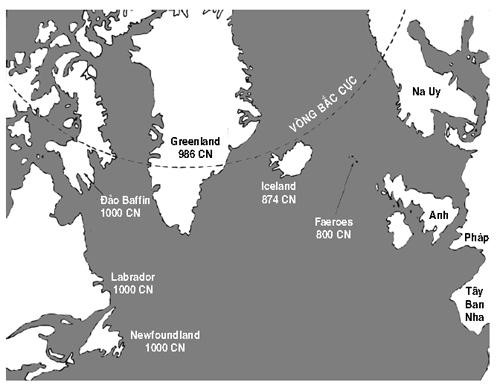 Na Uy
VÒNG BẮC CỰC
Greenland
986 CN
Iceland
874 CN
Đảo Baffin
1000 CN
Faeroes
800 CN
Anh
Pháp
Labrador
1000 CN
Tây
Ban
Nha
Newfoundland
1000 CN